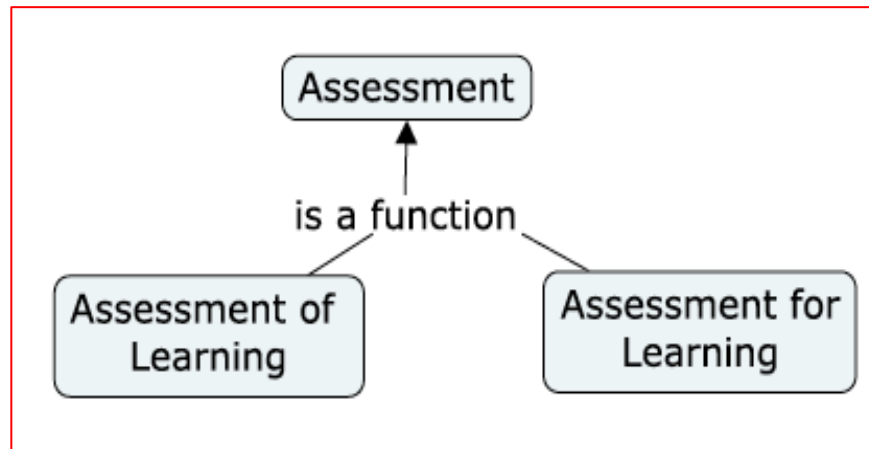 Assessment
is a function
Assessment of
Learning
Assessment for
Learning